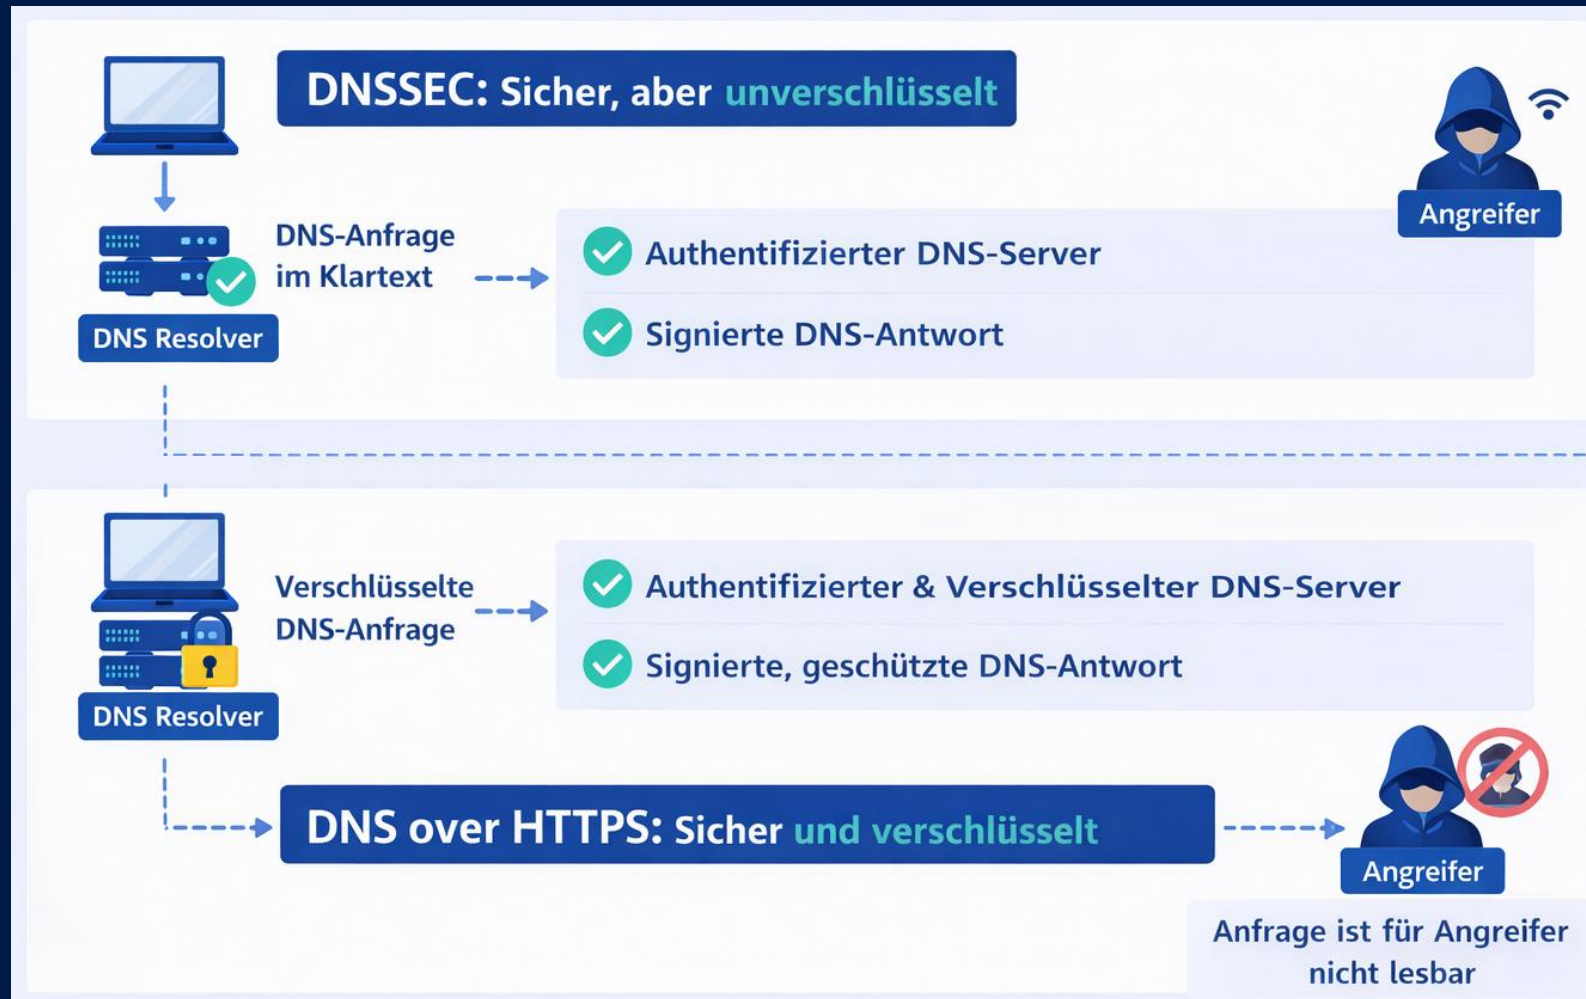 DNSSEC: Sicher, aber unverschlüsselt
Angreifer
DNS-Anfrage
im Klartext
DNS Resolver
Authentifizierter DNS-Server
Signierte DNS-Antwort
Verschlüsselte
DNS-Anfrage
DNS Resolver
Authentifizierter & Verschlüsselter DNS-Server
Signierte, geschützte DNS-Antwort
DNS over HTTPS: Sicher und verschlüsselt
Angreifer
Anfrage ist für Angreifer
nicht lesbar